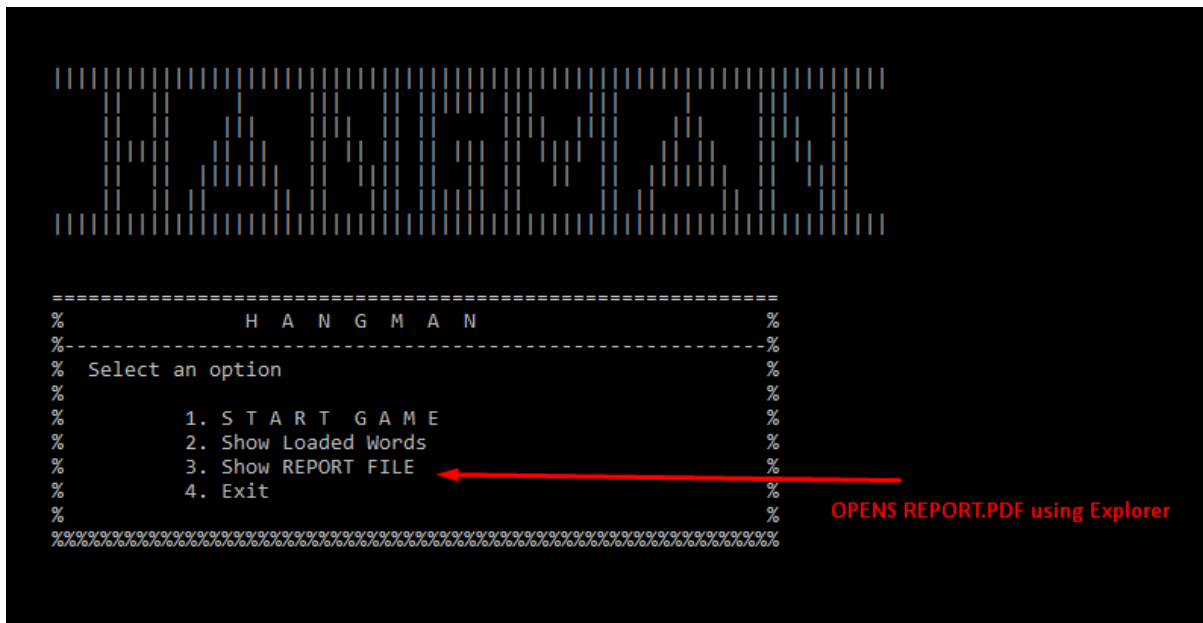 HANGMAN
H A N G M A N
Select an option
1. S T A R T G A M E
2. Show Loaded Words
3. Show REPORT FILE
4. Exit
OPENS REPORT.PDF using Explorer